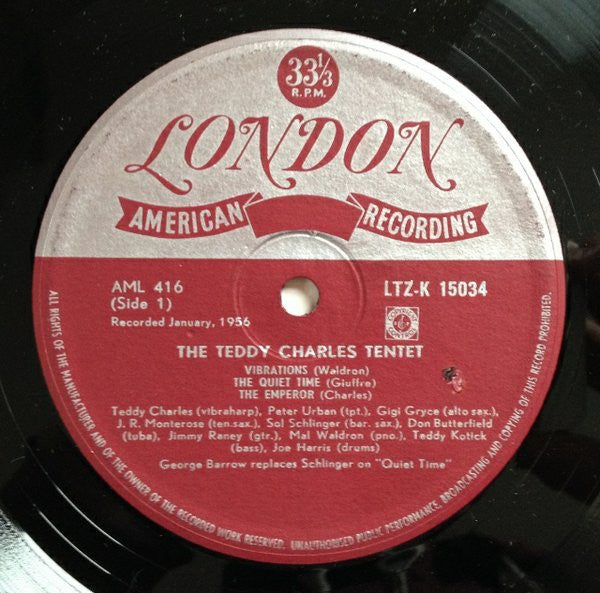 33⅓
R.P.M.
LONDON
AMERICAN RECORDING
AML 416
(Side 1)
LTZ-K 15034
Recorded January, 1956
THE TEDDY CHARLES TENTET
VIBRATIONS (Waldron)
THE QUIET TIME (Giuffre)
THE EMPEROR (Charles)
Teddy Charles (vibraharp), Peter Urban (tpt.), Gigi Gryce (alto sax.),
J. R. Monterose (ten.sax.), Sol Schlinger (bar. sax.), Don Butterfield
(tuba), Jimmy Raney (gtr.), Mal Waldron (pno.), Teddy Kotick
(bass), Joe Harris (drums)
George Barrow replaces Schlinger on "Quiet Time"
ALL RIGHTS OF THE MANUFACTURER AND OF THE OWNER OF THE RECORDED WORK RESERVED. UNAUTHORISED PUBLIC PERFORMANCE, BROADCASTING AND COPYING OF THIS RECORD PROHIBITED.